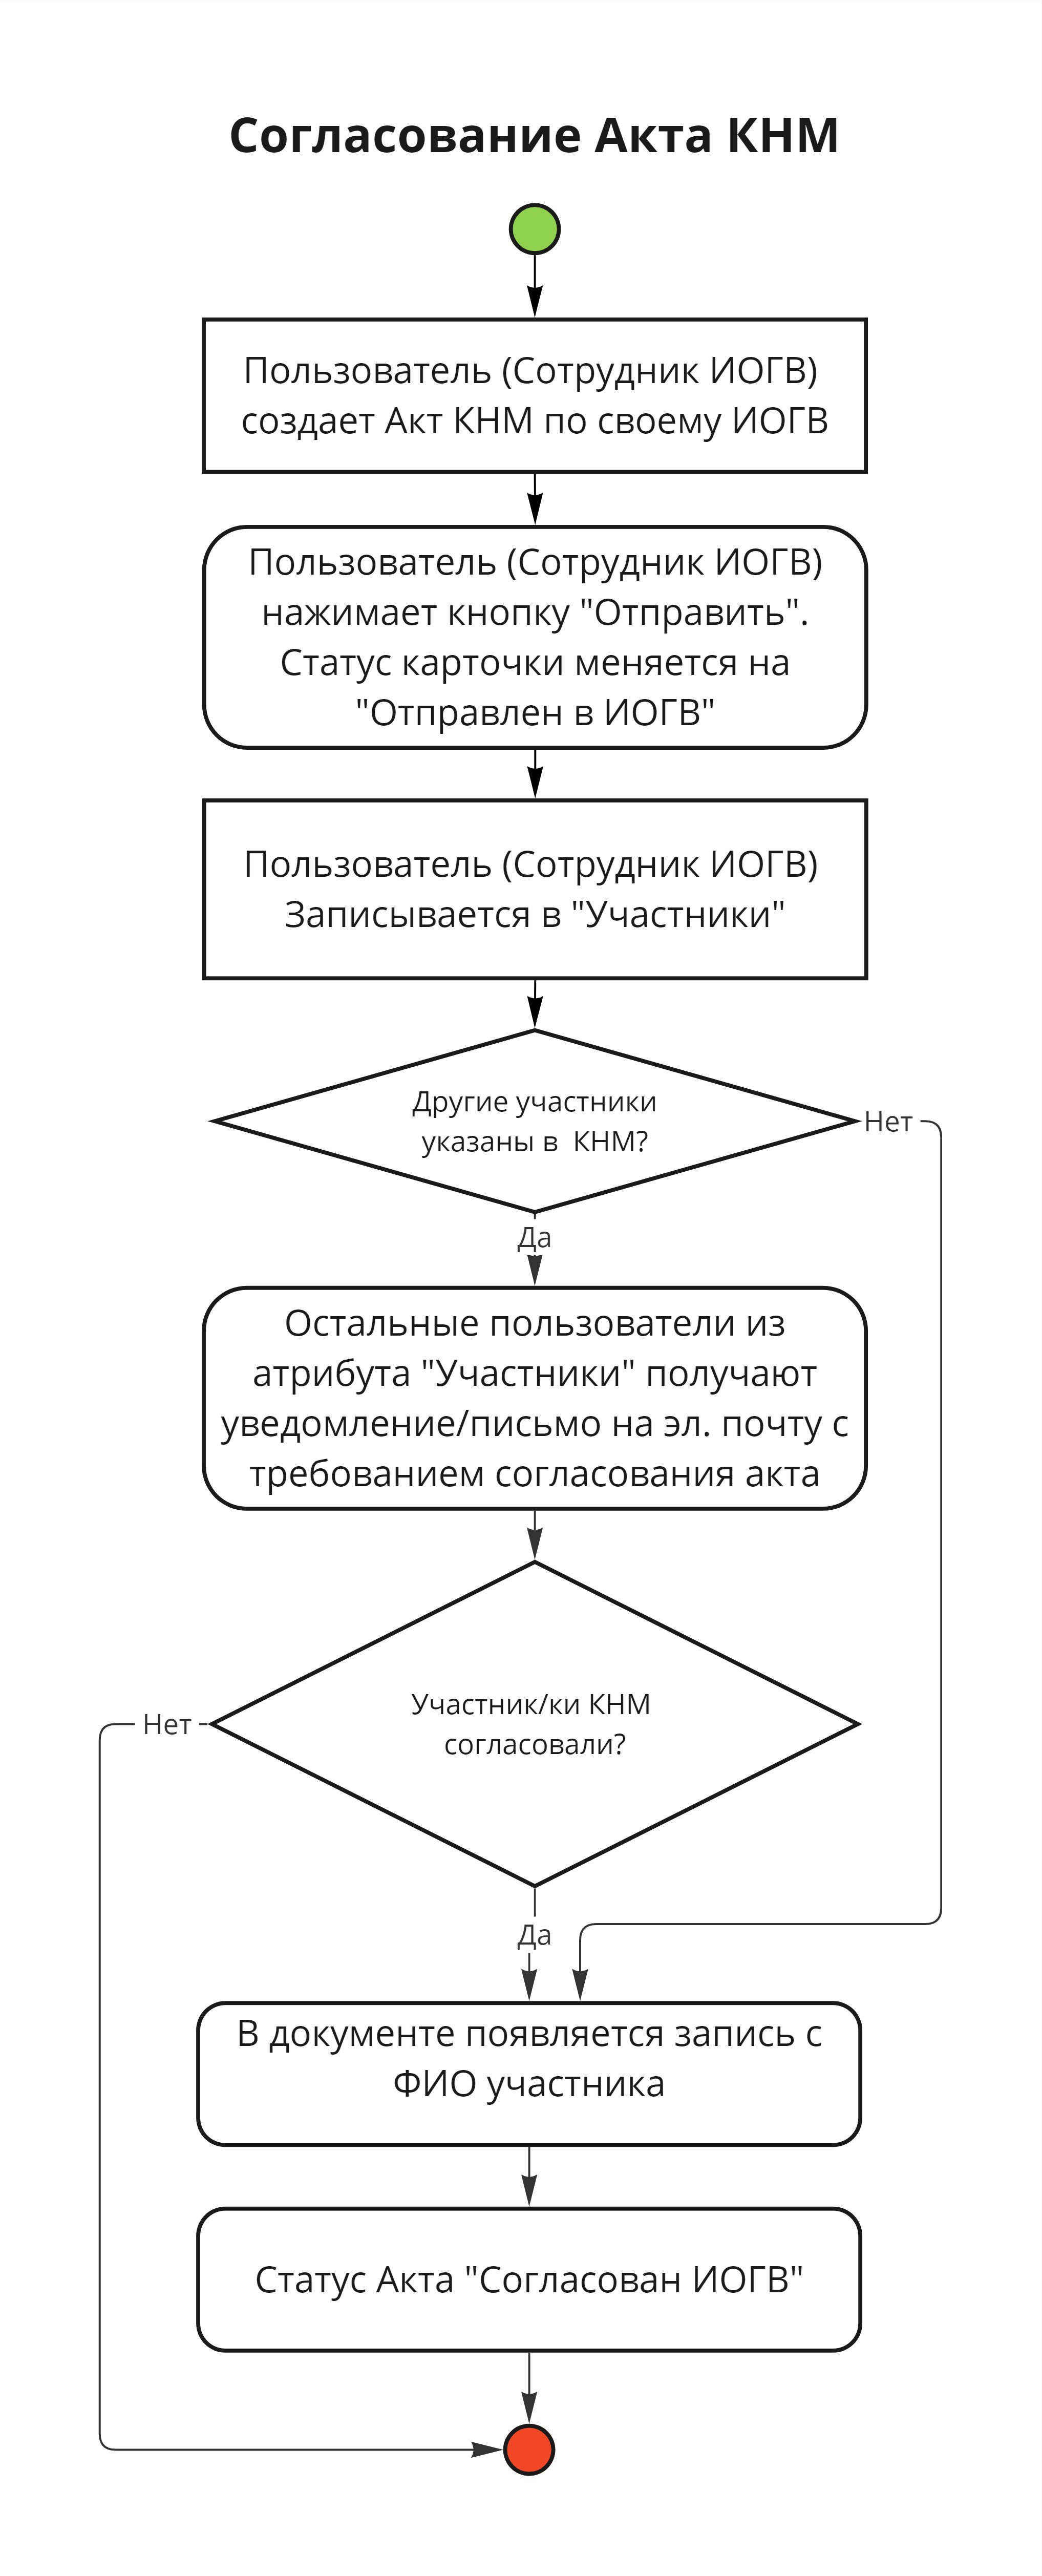 Согласование Акта КНМ
Пользователь (Сотрудник ИОГВ)
создает Акт КНМ по своему ИОГВ
Пользователь (Сотрудник ИОГВ)
нажимает кнопку "Отправить".
Статус карточки меняется на
"Отправлен в ИОГВ"
Пользователь (Сотрудник ИОГВ)
Записывается в "Участники"
Другие участники
указаны в КНМ?
Нет
Да
Остальные пользователи из
атрибута "Участники" получают
уведомление/письмо на эл. почту с
требованием согласования акта
Участник/ки КНМ
согласовали?
Нет
Да
В документе появляется запись с
ФИО участника
Статус Акта "Согласован ИОГВ"